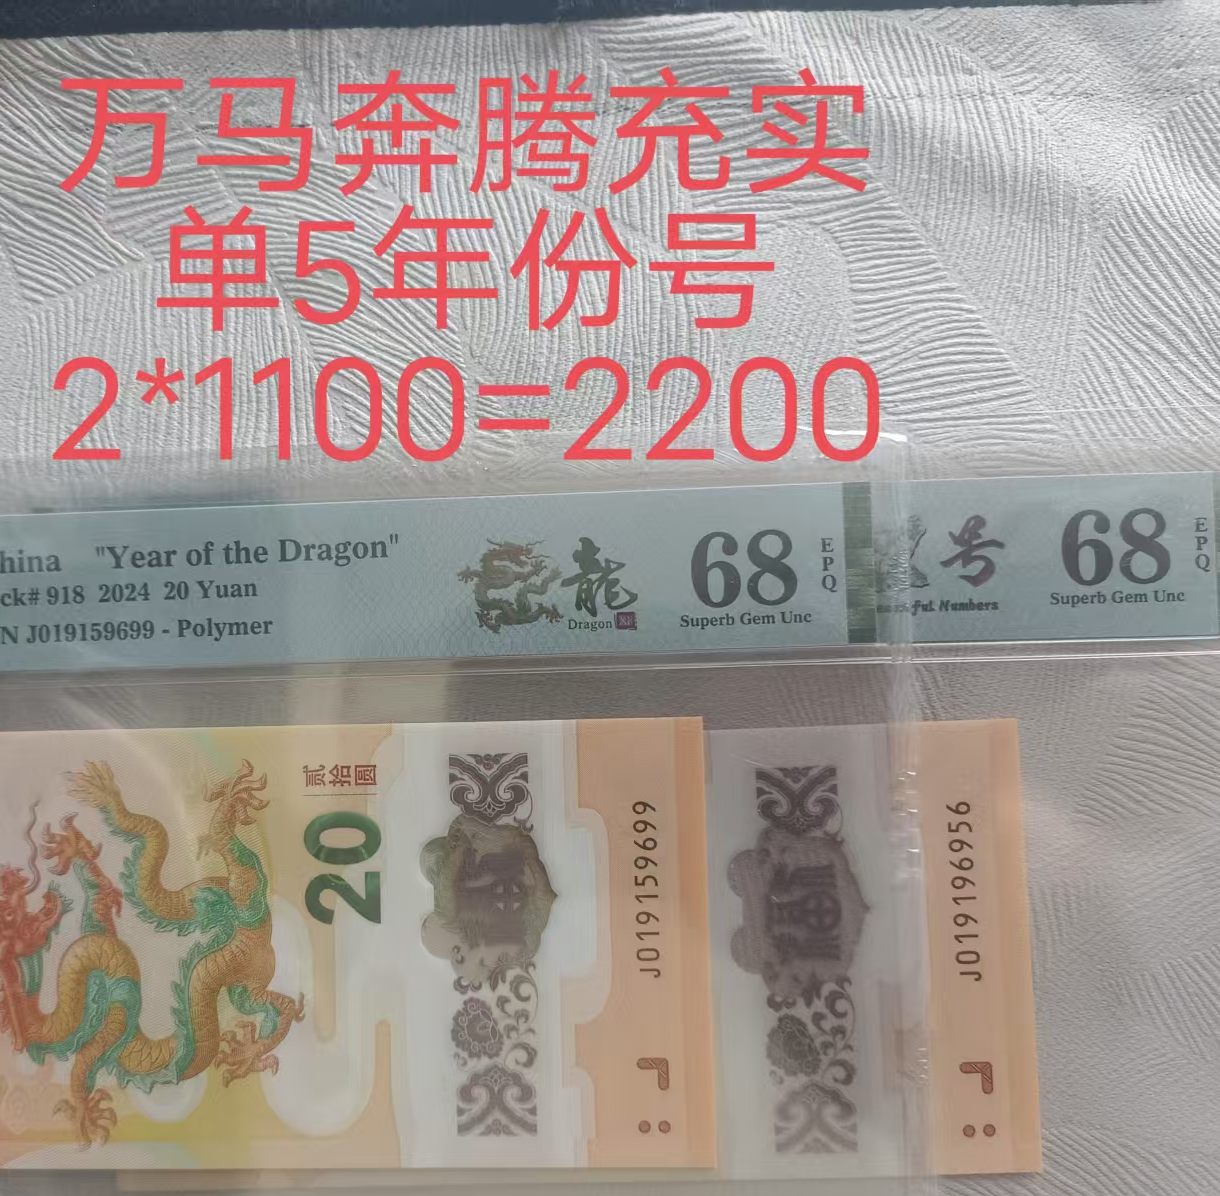 万马奔腾充实
单5年份号
2*1100=2200
hina "Year of the Dragon"
ck# 918 2024 20 Yuan
N J019159699 - Polymer
龍
Dragon
68
EPQ
Superb Gem Unc
号
ful Numbers
68
EPQ
Superb Gem Unc
贰拾圆
20
J019159699
J019196956